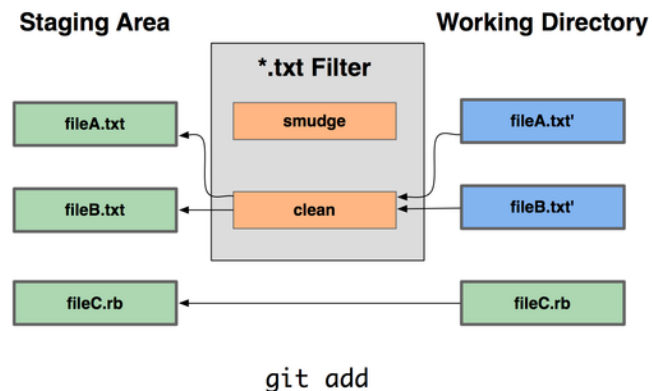 Staging Area
Working Directory
*.txt Filter
fileA.txt
smudge
fileA.txt'
fileB.txt
clean
fileB.txt'
fileC.rb
fileC.rb
git add